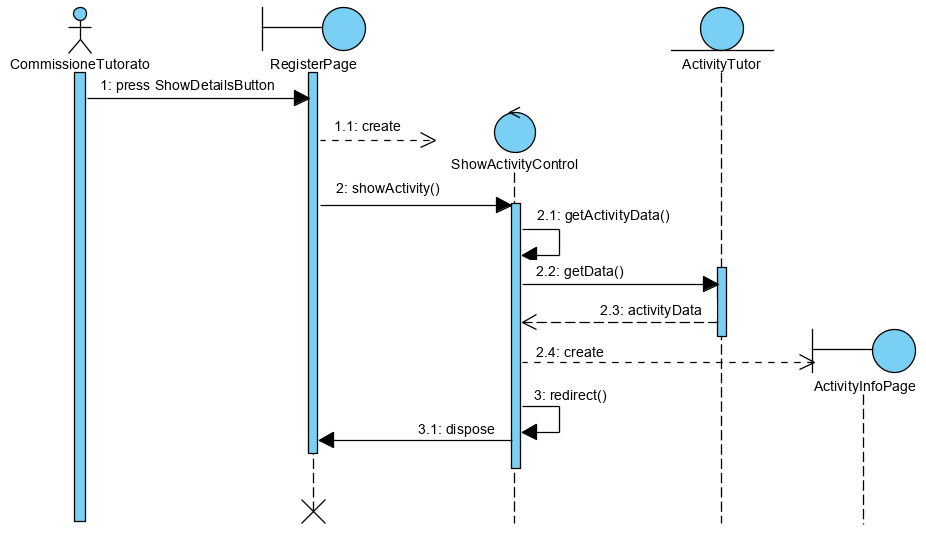 CommissioneTutorato
RegisterPage
ActivityTutor
1: press ShowDetailsButton
1.1: create
ShowActivityControl
2: showActivity()
2.1: getActivityData()
2.2: getData()
2.3: activityData
2.4: create
ActivityInfoPage
3: redirect()
3.1: dispose